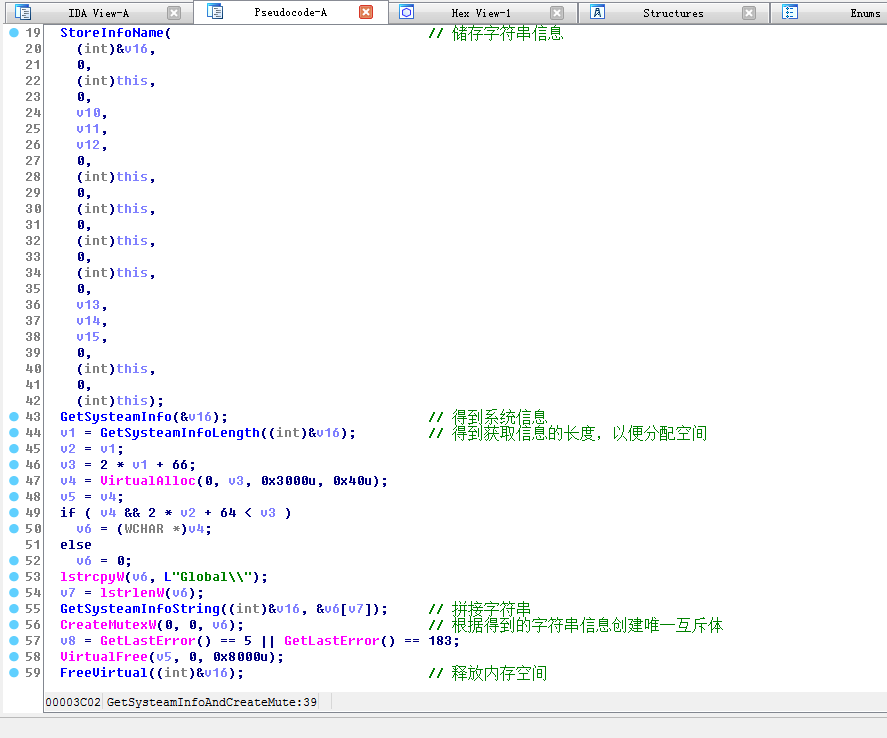 IDA View-A Pseudocode-A Hex View-1 Structures Enums
19 StoreInfoName( // 储存字符串信息
20 (int)&v16,
21 0,
22 (int)this,
23 0,
24 v10,
25 v11,
26 v12,
27 0,
28 (int)this,
29 0,
30 (int)this,
31 0,
32 (int)this,
33 0,
34 (int)this,
35 0,
36 v13,
37 v14,
38 v15,
39 0,
40 (int)this,
41 0,
42 (int)this);
43 GetSysteamInfo(&v16); // 得到系统信息
44 v1 = GetSysteamInfoLength((int)&v16); // 得到获取信息的长度，以便分配空间
45 v2 = v1;
46 v3 = 2 * v1 + 66;
47 v4 = VirtualAlloc(0, v3, 0x3000u, 0x40u);
48 v5 = v4;
49 if ( v4 && 2 * v2 + 64 < v3 )
50 v6 = (WCHAR *)v4;
51 else
52 v6 = 0;
53 lstrcpyW(v6, L"Global\\");
54 v7 = lstrlenW(v6);
55 GetSysteamInfoString((int)&v16, &v6[v7]); // 拼接字符串
56 CreateMutexW(0, 0, v6); // 根据得到的字符串信息创建唯一互斥体
57 v8 = GetLastError() == 5 || GetLastError() == 183;
58 VirtualFree(v5, 0, 0x8000u);
59 FreeVirtual((int)&v16); // 释放内存空间
00003C02 GetSysteamInfoAndCreateMute:39